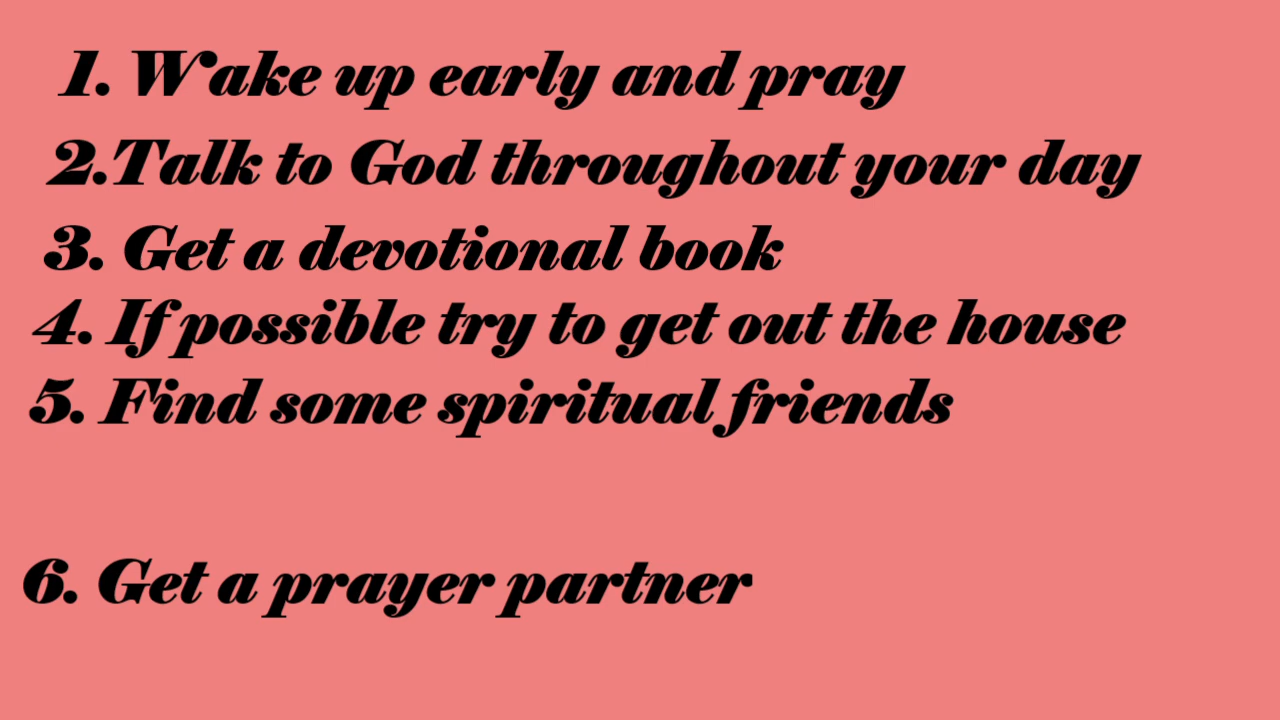 1. Wake up early and pray
2.Talk to God throughout your day
3. Get a devotional book
4. If possible try to get out the house
5. Find some spiritual friends
6. Get a prayer partner